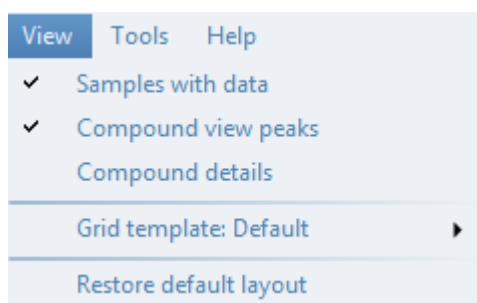 View Tools Help
Samples with data
Compound view peaks
Compound details
Grid template: Default
Restore default layout